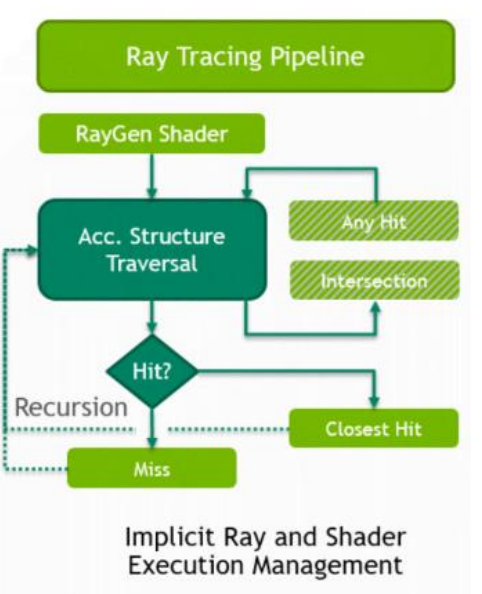 Ray Tracing Pipeline
RayGen Shader
Acc. Structure
Traversal
Any Hit
Intersection
Hit?
Recursion
Closest Hit
Miss
Implicit Ray and Shader
Execution Management